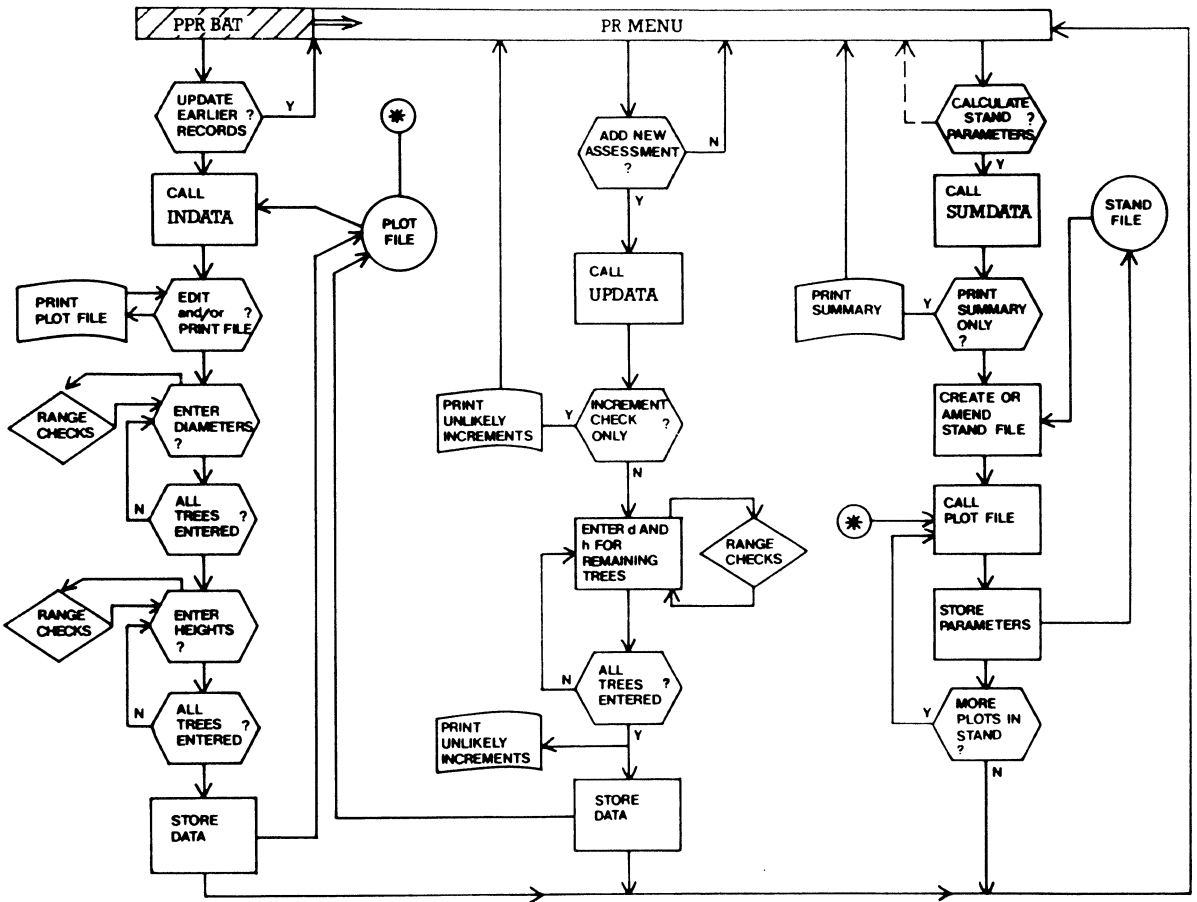 PPR BAT
PR MENU
UPDATE
EARLIER ?
RECORDS
Y
CALL
INDATA
EDIT ?
and/or
PRINT FILE
PRINT
PLOT FILE
RANGE
CHECKS
ENTER
DIAMETERS
?
N
ALL
TREES ?
ENTERED
RANGE
CHECKS
ENTER
HEIGHTS
?
N
ALL
TREES ?
ENTERED
STORE
DATA
*
PLOT
FILE
ADD NEW
ASSESSMENT
?
N
Y
CALL
UPDATA
PRINT
UNLIKELY
INCREMENTS
Y
INCREMENT
CHECK ?
ONLY
N
ENTER d AND
h FOR
REMAINING
TREES
RANGE
CHECKS
N
ALL
TREES ?
ENTERED
Y
PRINT
UNLIKELY
INCREMENTS
STORE
DATA
CALCULATE
STAND ?
PARAMETERS
Y
CALL
SUMDATA
STAND
FILE
PRINT
SUMMARY
Y
PRINT
SUMMARY
ONLY
?
CREATE OR
AMEND
STAND FILE
*
CALL
PLOT FILE
STORE
PARAMETERS
Y
MORE
PLOTS IN
STAND
?
N